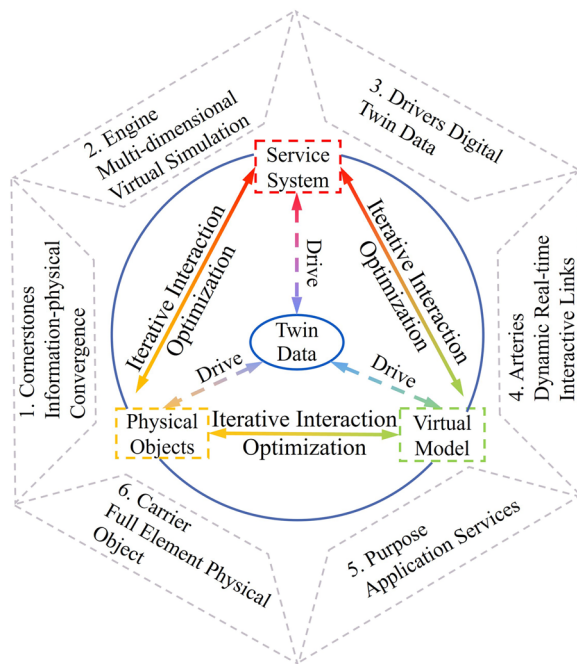 1. Cornerstones
Information-physical
Convergence
2. Engine
Multi-dimensional
Virtual Simulation
3. Drivers Digital
Twin Data
4. Arteries
Dynamic Real-time
Interactive Links
5. Purpose
Application Services
6. Carrier
Full Element Physical
Object
Service
System
Iterative Interaction
Optimization
Iterative Interaction
Optimization
Drive
Twin
Data
Drive
Drive
Physical
Objects
Iterative Interaction
Optimization
Virtual
Model